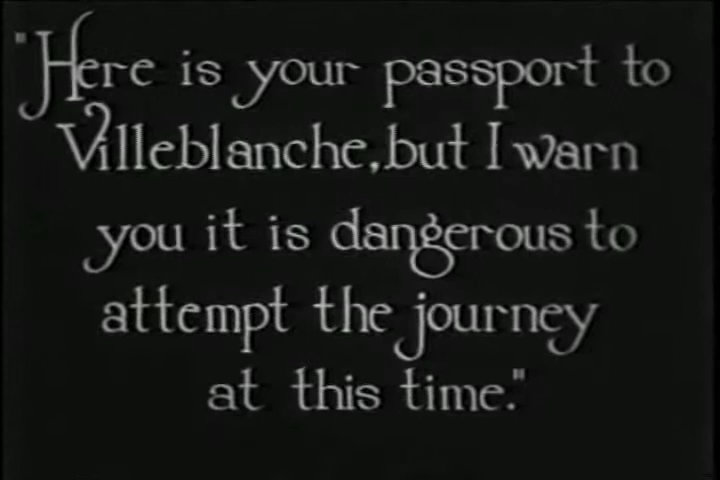 "Here is your passport to
Villeblanche, but I warn
you it is dangerous to
attempt the journey
at this time."